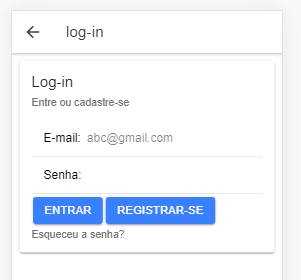 log-in
Log-in
Entre ou cadastre-se
E-mail: abc@gmail.com
Senha:
ENTRAR REGISTRAR-SE
Esqueceu a senha?